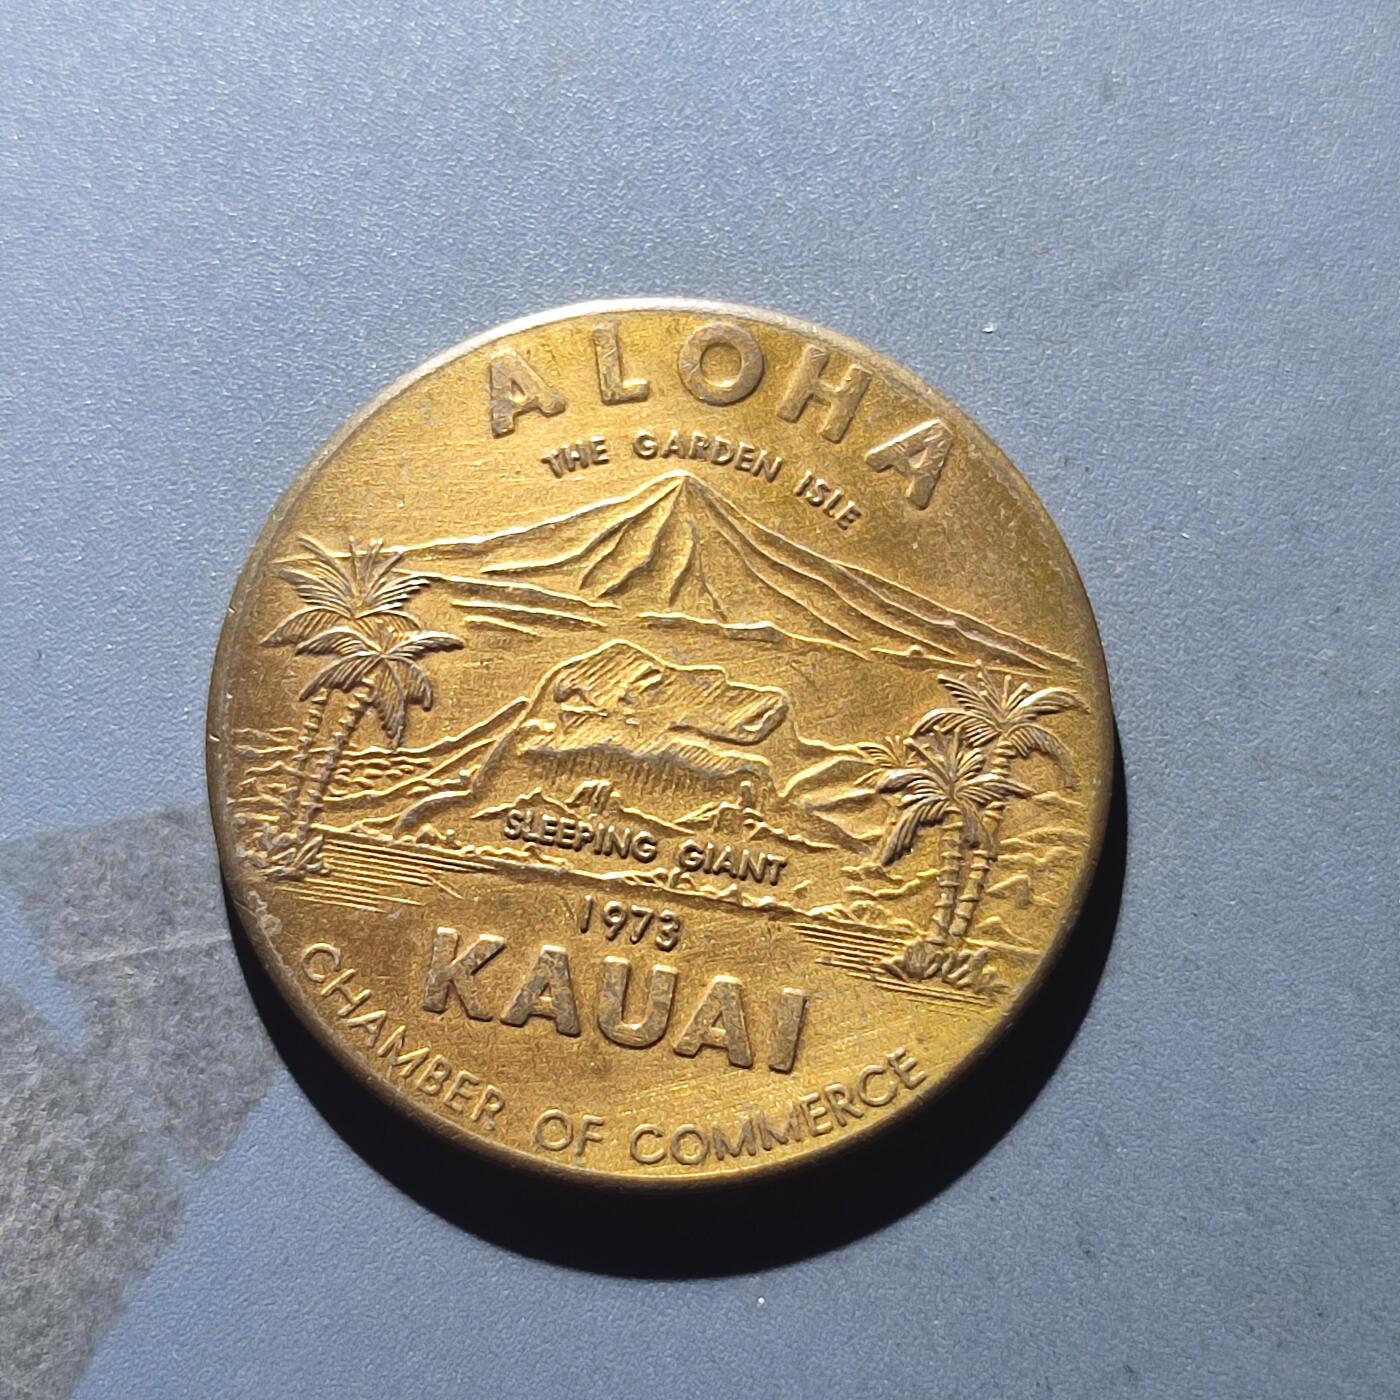 ALOHA
THE GARDEN ISLE
SLEEPING GIANT
1973
KAUAI
CHAMBER OF COMMERCE